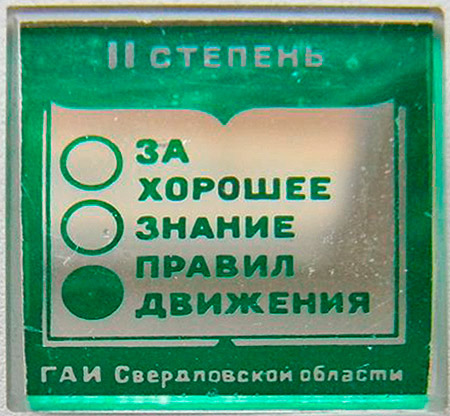 II СТЕПЕНЬ
ЗА
ХОРОШЕЕ
ЗНАНИЕ
ПРАВИЛ
ДВИЖЕНИЯ
ГАИ Свердловской области